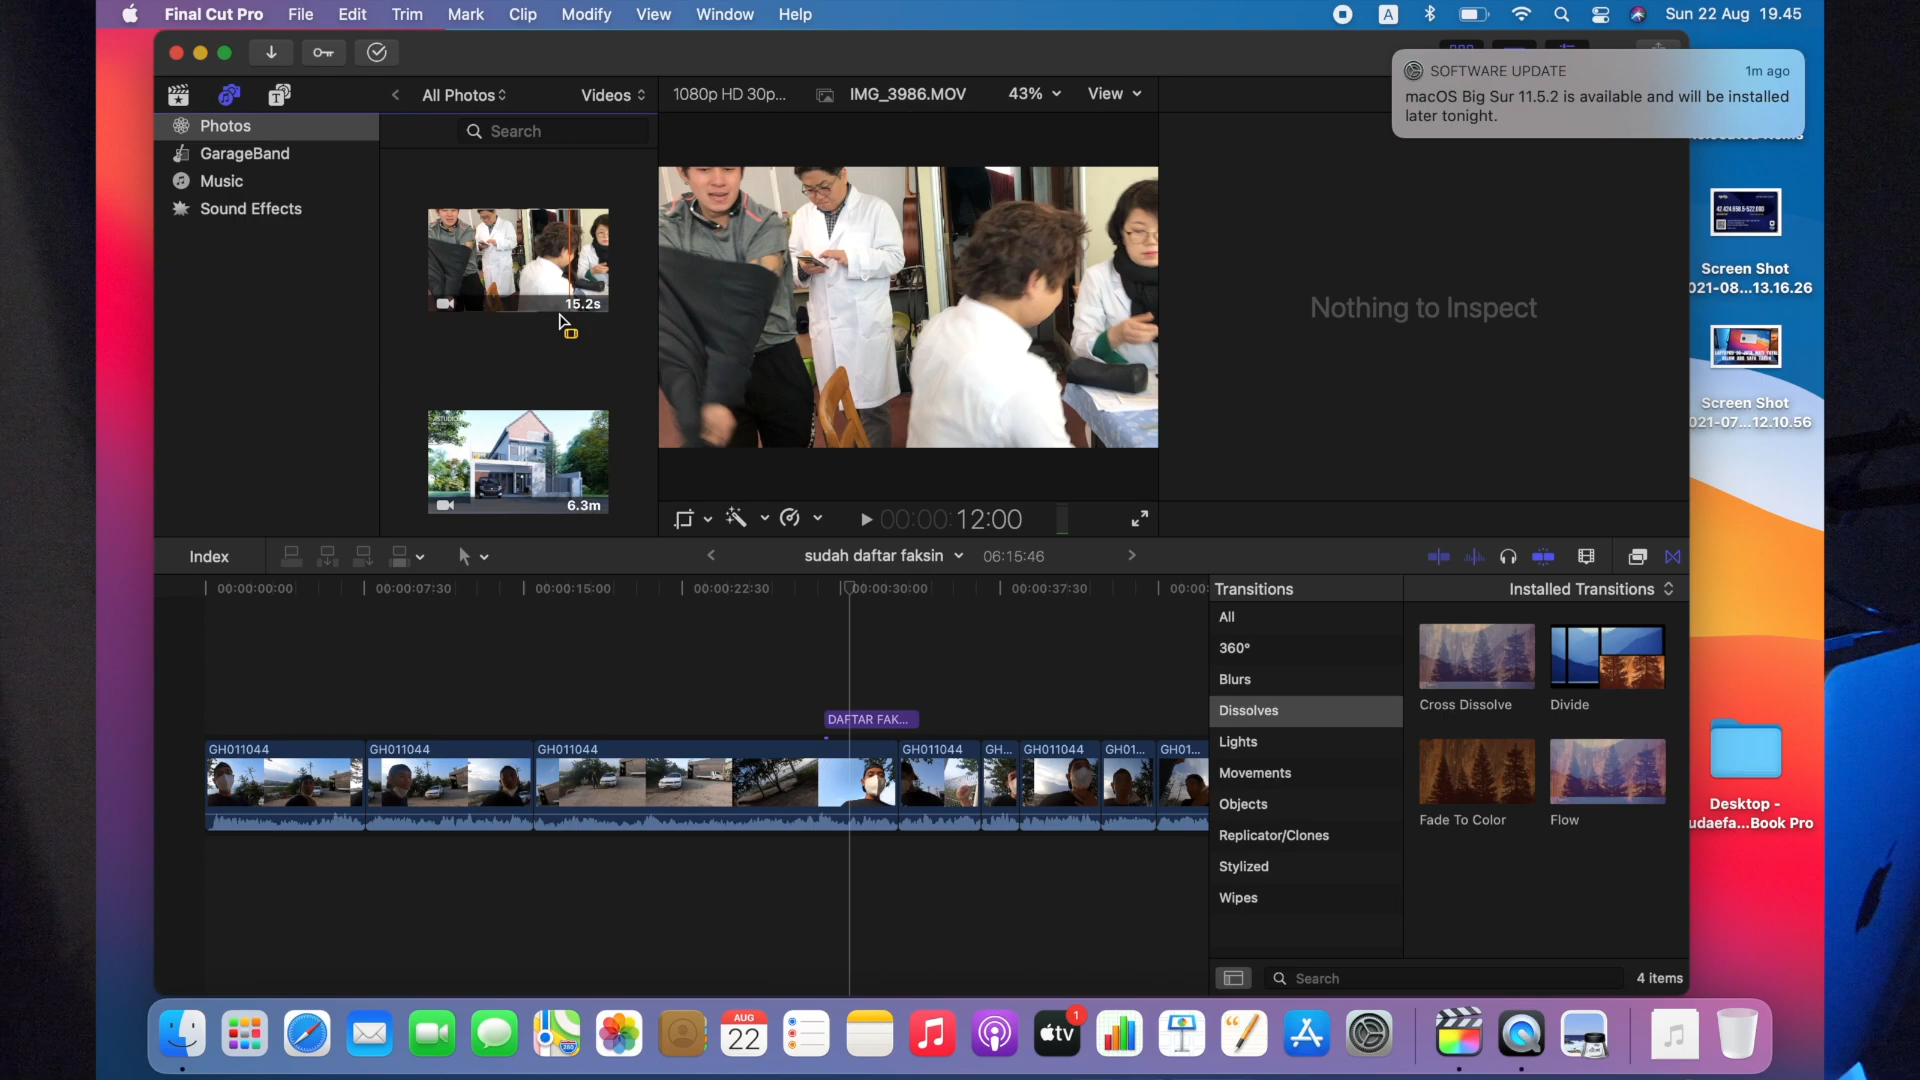 Final Cut Pro File Edit Trim Mark Clip Modify View Window Help
A Sun 22 Aug 19.45
SOFTWARE UPDATE 1m ago
macOS Big Sur 11.5.2 is available and will be installed
later tonight.
All Photos Videos
1080p HD 30p... IMG_3986.MOV 43% View
Photos
GarageBand
Music
Sound Effects
Search
15.2s
6.3m
Nothing to Inspect
Screen Shot
021-08...13.16.26
Screen Shot
021-07...12.10.56
Desktop -
udaefa...Book Pro
00:00:12:00
Index
sudah daftar faksin 06:15:46
00:00:00:00 00:00:07:30 00:00:15:00 00:00:22:30 00:00:30:00 00:00:37:30 00:00:
DAFTAR FAK...
GH011044 GH011044 GH011044 GH011044 GH... GH011044 GH01... GH01...
Transitions
Installed Transitions
All
360°
Blurs
Dissolves
Lights
Movements
Objects
Replicator/Clones
Stylized
Wipes
Cross Dissolve
Divide
Fade To Color
Flow
Search
4 items
AUG
22
280
tv
1